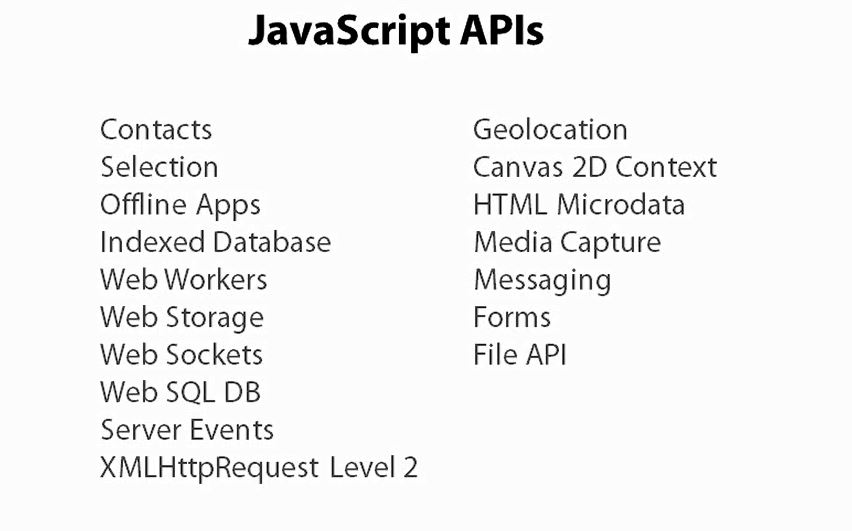 JavaScript APIs
Contacts
Selection
Offline Apps
Indexed Database
Web Workers
Web Storage
Web Sockets
Web SQL DB
Server Events
XMLHttpRequest Level 2
Geolocation
Canvas 2D Context
HTML Microdata
Media Capture
Messaging
Forms
File API